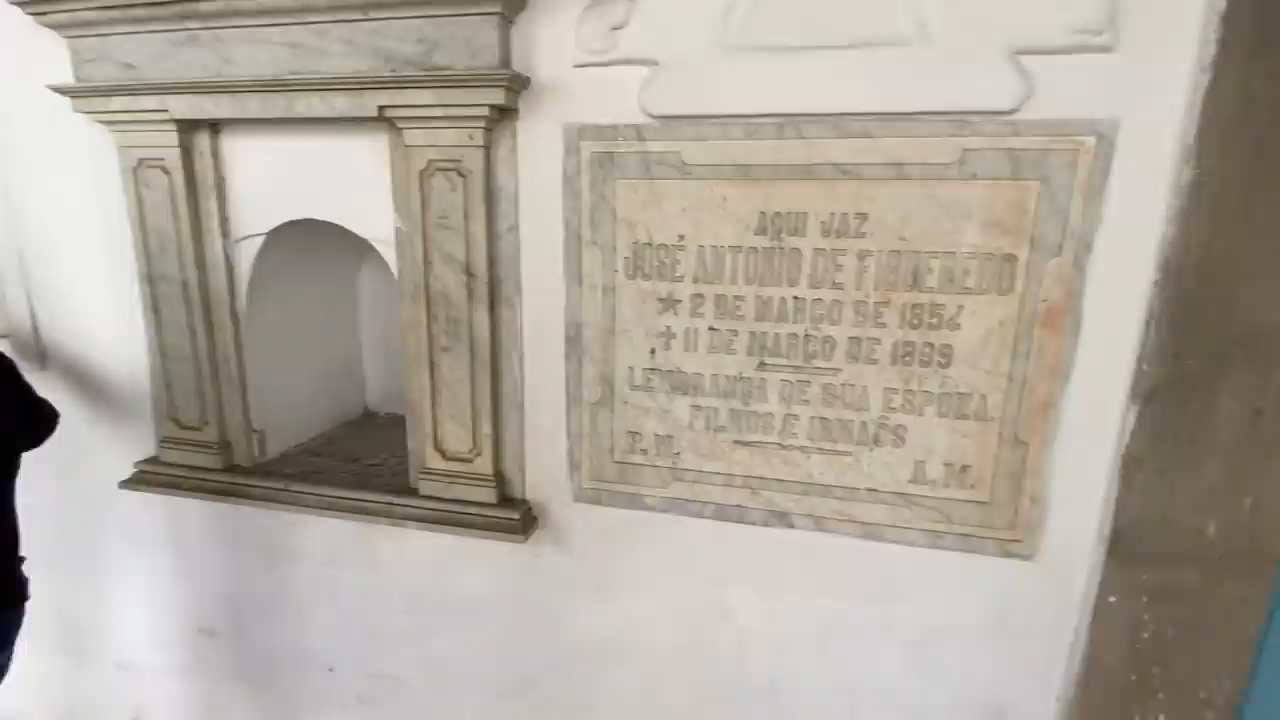 AQUI JAZ
JOSÉ ANTONIO DE FIGUEREDO
★ 2 DE MARÇO DE 1854
✝ 11 DE MARÇO DE 1899
LEMBRANÇA DE SUA ESPOZA
FILHOS E IRMAÕS
P. N.
A. M.